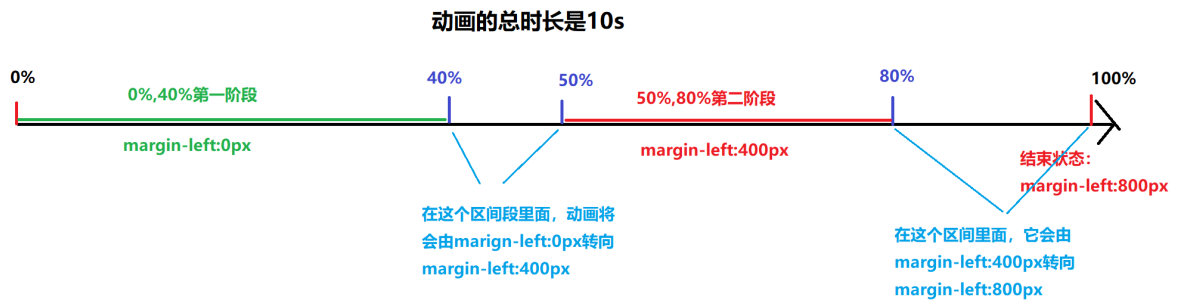 动画的总时长是10s
0%
40%
50%
80%
100%
0%,40%第一阶段
50%,80%第二阶段
margin-left:0px
margin-left:400px
结束状态：
margin-left:800px
在这个区间段里面，动画将
会由marign-left:0px转向
margin-left:400px
在这个区间里面，它会由
margin-left:400px转向
margin-left:800px